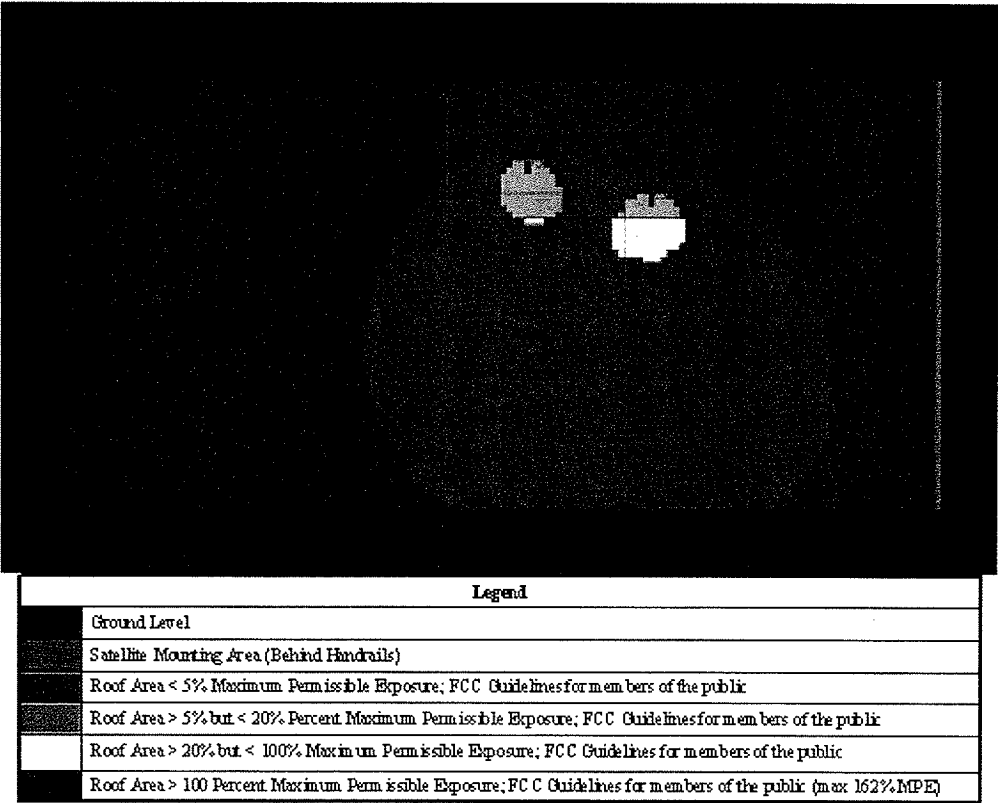 Legend
Ground Level
Satellite Mounting Area (Behind Handrails)
Roof Area < 5% Maximum Permissible Exposure; FCC Guidelines for members of the public
Roof Area > 5% but < 20% Percent Maximum Permissible Exposure; FCC Guidelines for members of the public
Roof Area > 20% but < 100% Maximum Permissible Exposure; FCC Guidelines for members of the public
Roof Area > 100 Percent Maximum Permissible Exposure; FCC Guidelines for members of the public (max 162% MPE)